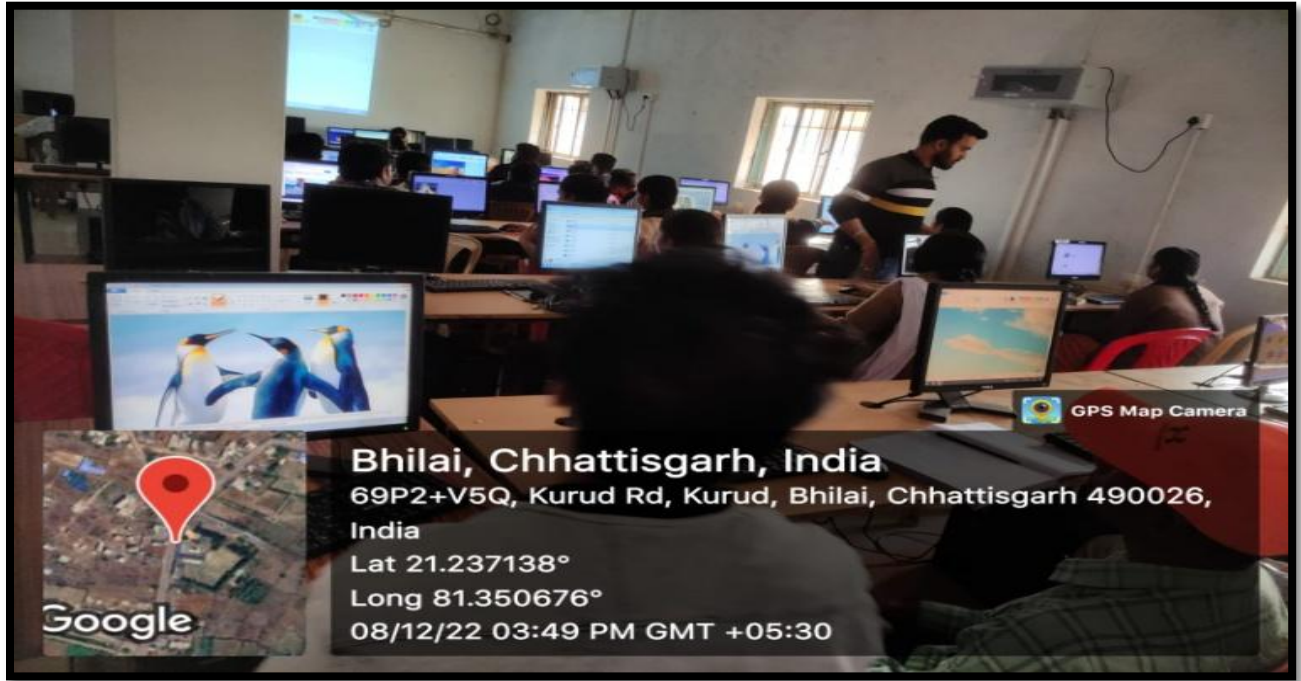 GPS Map Camera
Bhilai, Chhattisgarh, India
69P2+V5Q, Kurud Rd, Kurud, Bhilai, Chhattisgarh 490026,
India
Lat 21.237138°
Long 81.350676°
08/12/22 03:49 PM GMT +05:30
Google